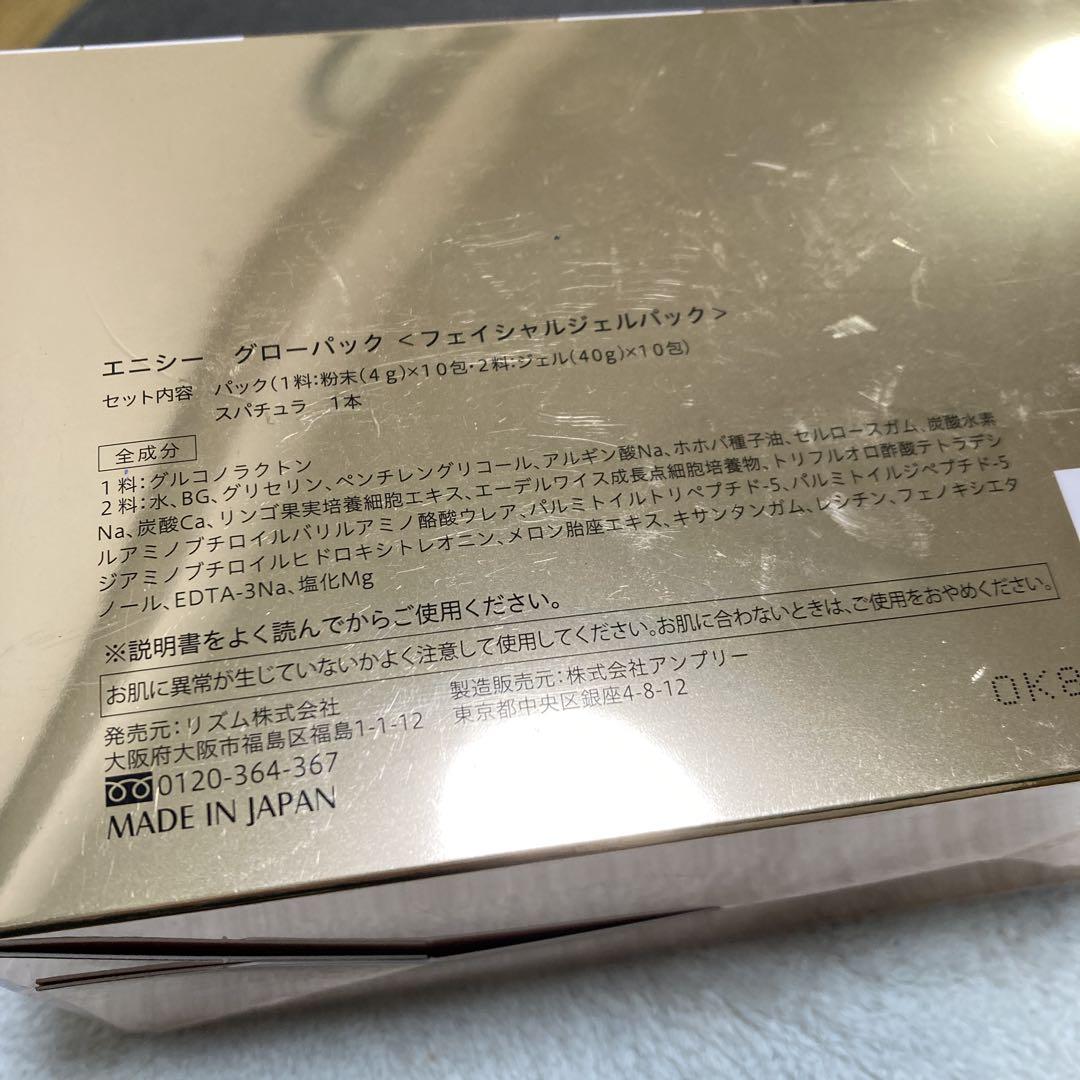 エニシー グローパック<フェイシャルジェルパック>
セット内容 パック(1料:粉末(4g)×10包・2料:ジェル(40g)×10包)
スパチュラ 1本
全成分
1料:グルコノラクトン
2料:水、BG、グリセリン、ペンチレングリコール、アルギン酸Na、ホホバ種子油、セルロースガム、炭酸水素
Na、炭酸Ca、リンゴ果実培養細胞エキス、エーデルワイス成長点細胞培養物、トリフルオロ酢酸テトラデシ
ルアミノブチロイルバリルアミノ酪酸ウレア、パルミトイルトリペプチド-5、パルミトイルジペプチド-5
ジアミノブチロイルヒドロキシトレオニン、メロン胎座エキス、キサンタンガム、レシチン、フェノキシエタ
ノール、EDTA-3Na、塩化Mg
※説明書をよく読んでからご使用ください。
お肌に異常が生じていないかよく注意して使用してください。お肌に合わないときは、ご使用をおやめください。
発売元:リズム株式会社
大阪府大阪市福島区福島1-1-12
製造販売元:株式会社アンプリー
東京都中央区銀座4-8-12
0120-364-367
MADE IN JAPAN